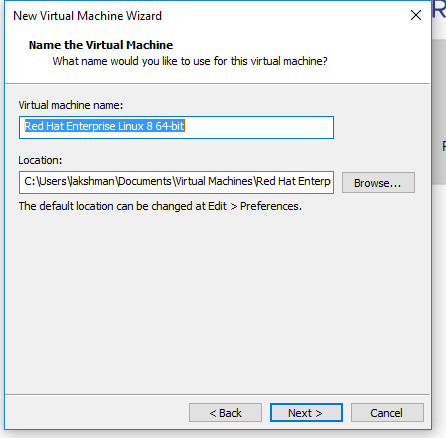 New Virtual Machine Wizard
Name the Virtual Machine
What name would you like to use for this virtual machine?
Virtual machine name:
Red Hat Enterprise Linux 8 64-bit
Location:
C:\Users\lakshman\Documents\Virtual Machines\Red Hat Enterp
Browse...
The default location can be changed at Edit > Preferences.
< Back
Next >
Cancel